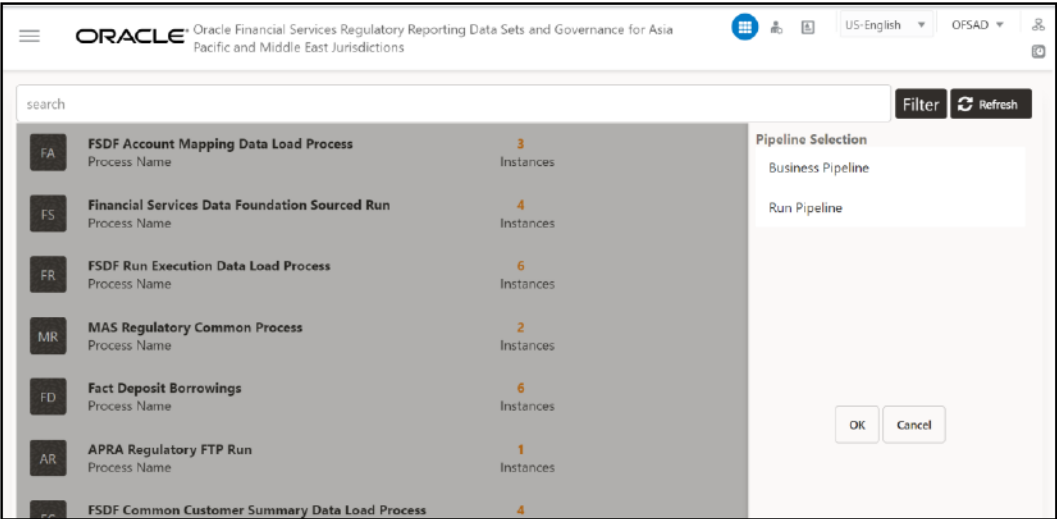 ORACLE® Oracle Financial Services Regulatory Reporting Data Sets and Governance for Asia
Pacific and Middle East Jurisdictions
US-English
OFSAD
search
Filter
Refresh
FA
FSDF Account Mapping Data Load Process
Process Name
3
Instances
FS
Financial Services Data Foundation Sourced Run
Process Name
4
Instances
FR
FSDF Run Execution Data Load Process
Process Name
6
Instances
MR
MAS Regulatory Common Process
Process Name
2
Instances
FD
Fact Deposit Borrowings
Process Name
6
Instances
AR
APRA Regulatory FTP Run
Process Name
1
Instances
FSDF Common Customer Summary Data Load Process
4
Pipeline Selection
Business Pipeline
Run Pipeline
OK
Cancel